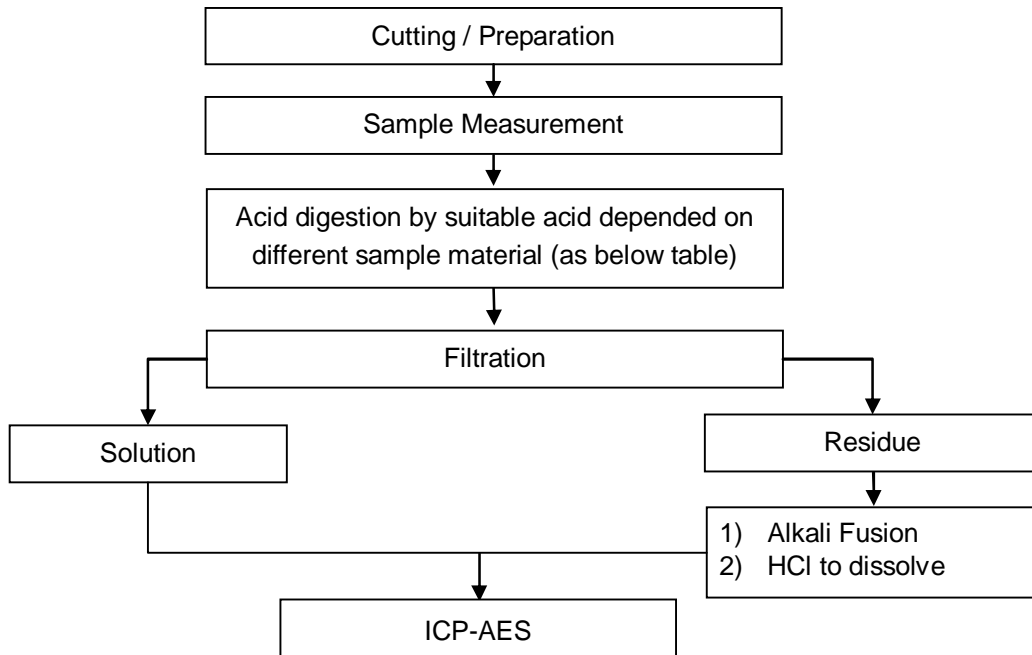 Cutting / Preparation
Sample Measurement
Acid digestion by suitable acid depended on
different sample material (as below table)
Filtration
Solution
Residue
1) Alkali Fusion
2) HCl to dissolve
ICP-AES